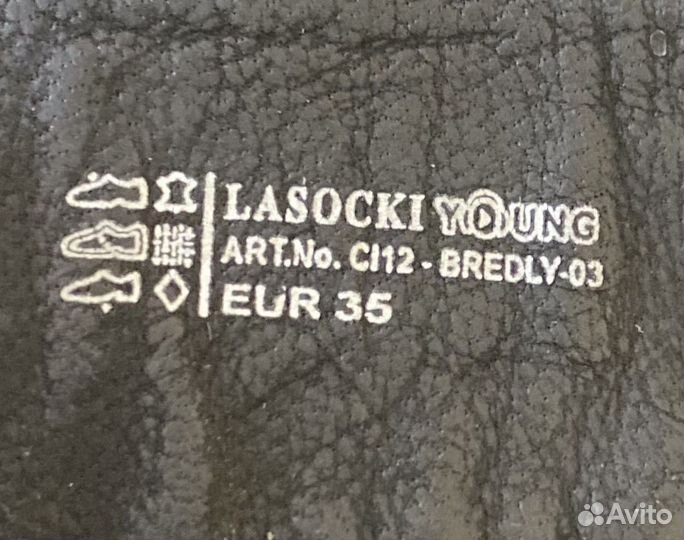 LASOCKI YOUNG
ART.No. CI12 - BREDLY-03
EUR 35
Avito